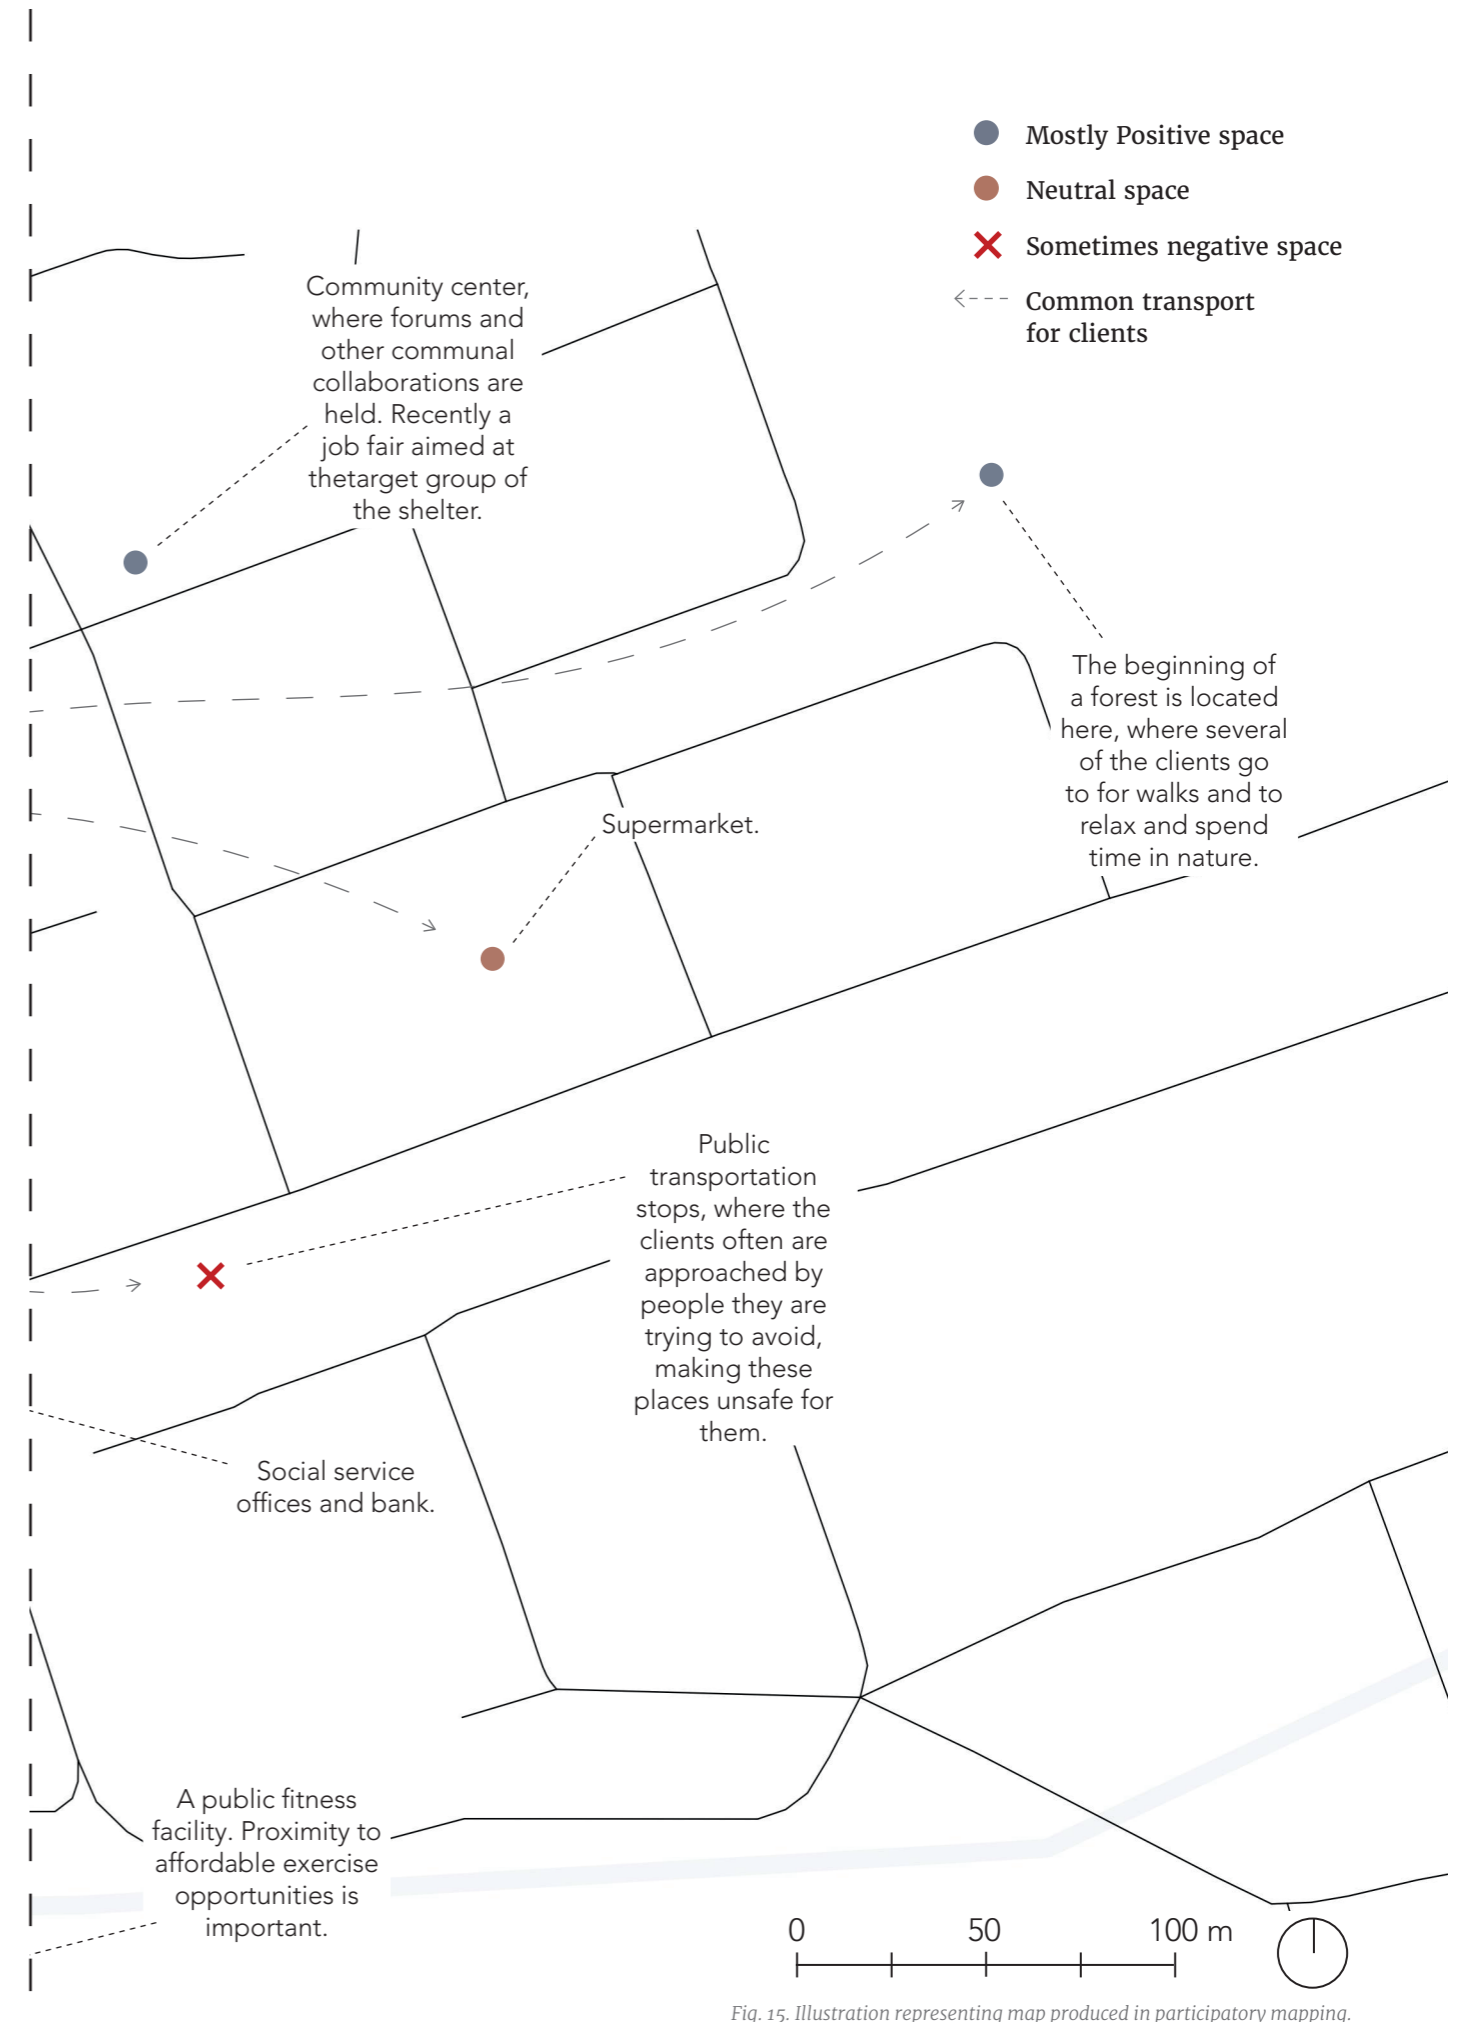 Mostly Positive space
Neutral space
Sometimes negative space
Common transport
for clients
Community center,
where forums and
other communal
collaborations are
held. Recently a
job fair aimed at
thetarget group of
the shelter.
The beginning of
a forest is located
here, where several
of the clients go
to for walks and to
relax and spend
time in nature.
Supermarket.
Public
transportation
stops, where the
clients often are
approached by
people they are
trying to avoid,
making these
places unsafe for
them.
Social service
offices and bank.
A public fitness
facility. Proximity to
affordable exercise
opportunities is
important.
0 50 100 m
Fig. 15. Illustration representing map produced in participatory mapping.